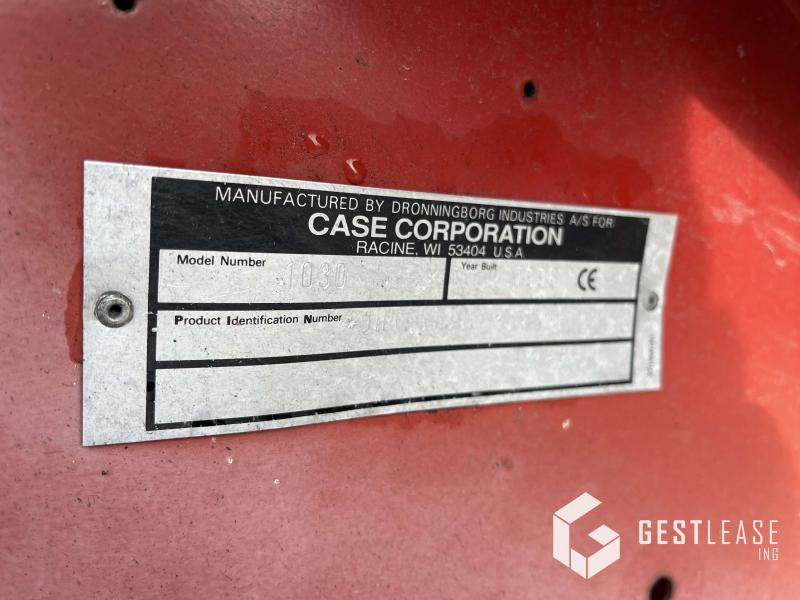 MANUFACTURED BY DRONNINGBORG INDUSTRIES A/S FOR
CASE CORPORATION
RACINE, WI 53404 U.S.A.
Model Number 1030
Year Built CE
Product Identification Number
GESTLEASE
ING